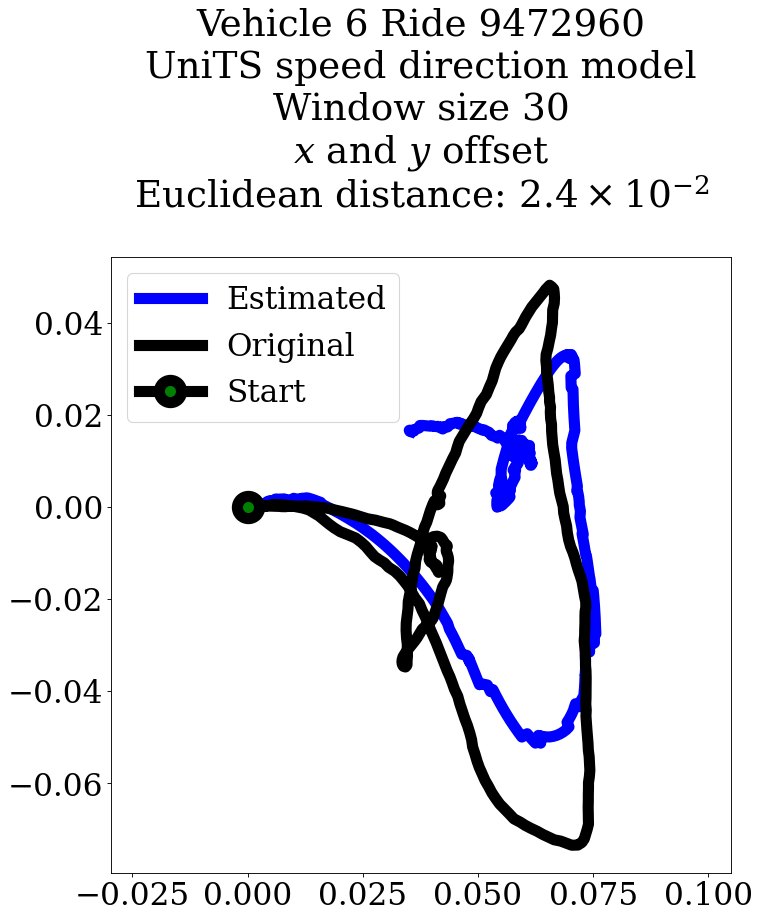 Vehicle 6 Ride 9472960
UniTS speed direction model
Window size 30
x and y offset
Euclidean distance: 2.4 × 10⁻²
Estimated
Original
Start
0.04
0.02
0.00
−0.02
−0.04
−0.06
−0.025 0.000 0.025 0.050 0.075 0.100